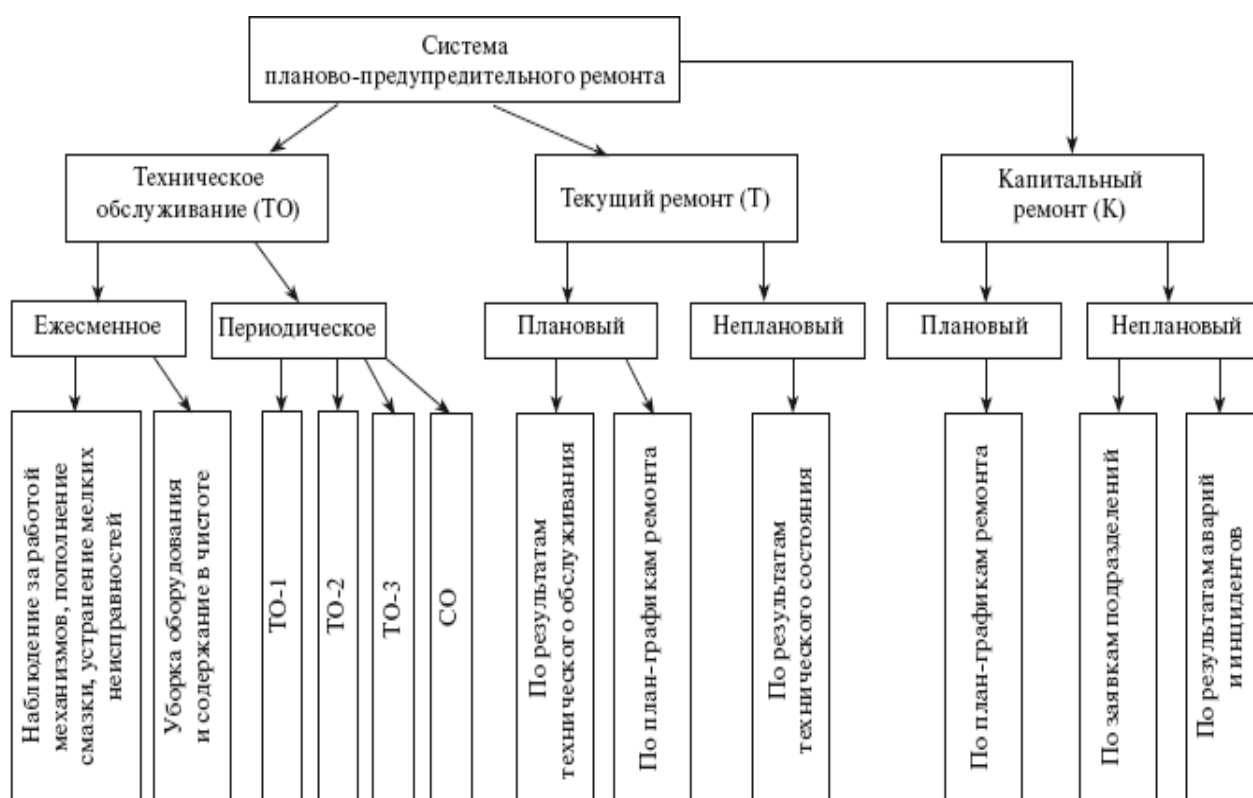 Система
планово-предупредительного ремонта
Техническое
обслуживание (ТО)
Текущий ремонт (Т)
Капитальный
ремонт (К)
Ежесменное
Периодическое
Плановый
Неплановый
Плановый
Неплановый
Наблюдение за работой
механизмов, пополнение
смазки, устранение мелких
неисправностей
Уборка оборудования
и содержание в чистоте
ТО-1
ТО-2
ТО-3
СО
По результатам
технического обслуживания
По план-графикам ремонта
По результатам
технического состояния
По план-графикам ремонта
По заявкам подразделений
По результатам аварий
и инцидентов